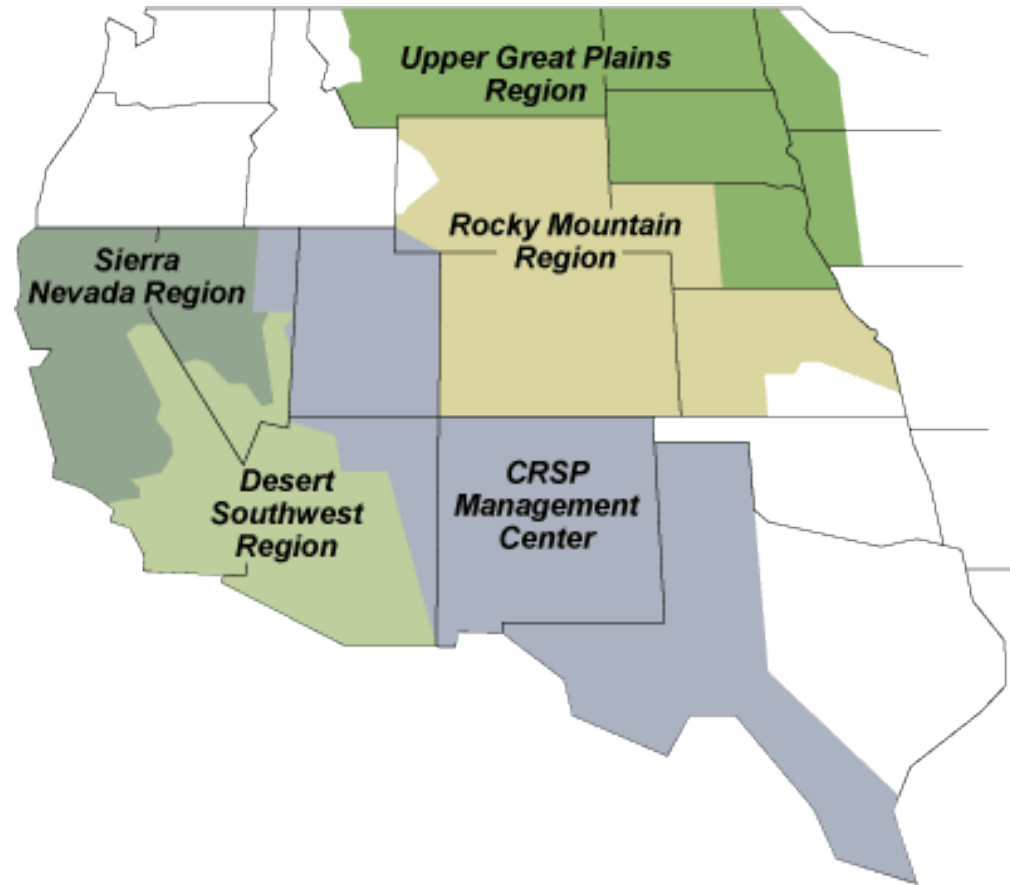 Upper Great Plains
Region
Rocky Mountain
Region
Sierra
Nevada Region
Desert
Southwest
Region
CRSP
Management
Center